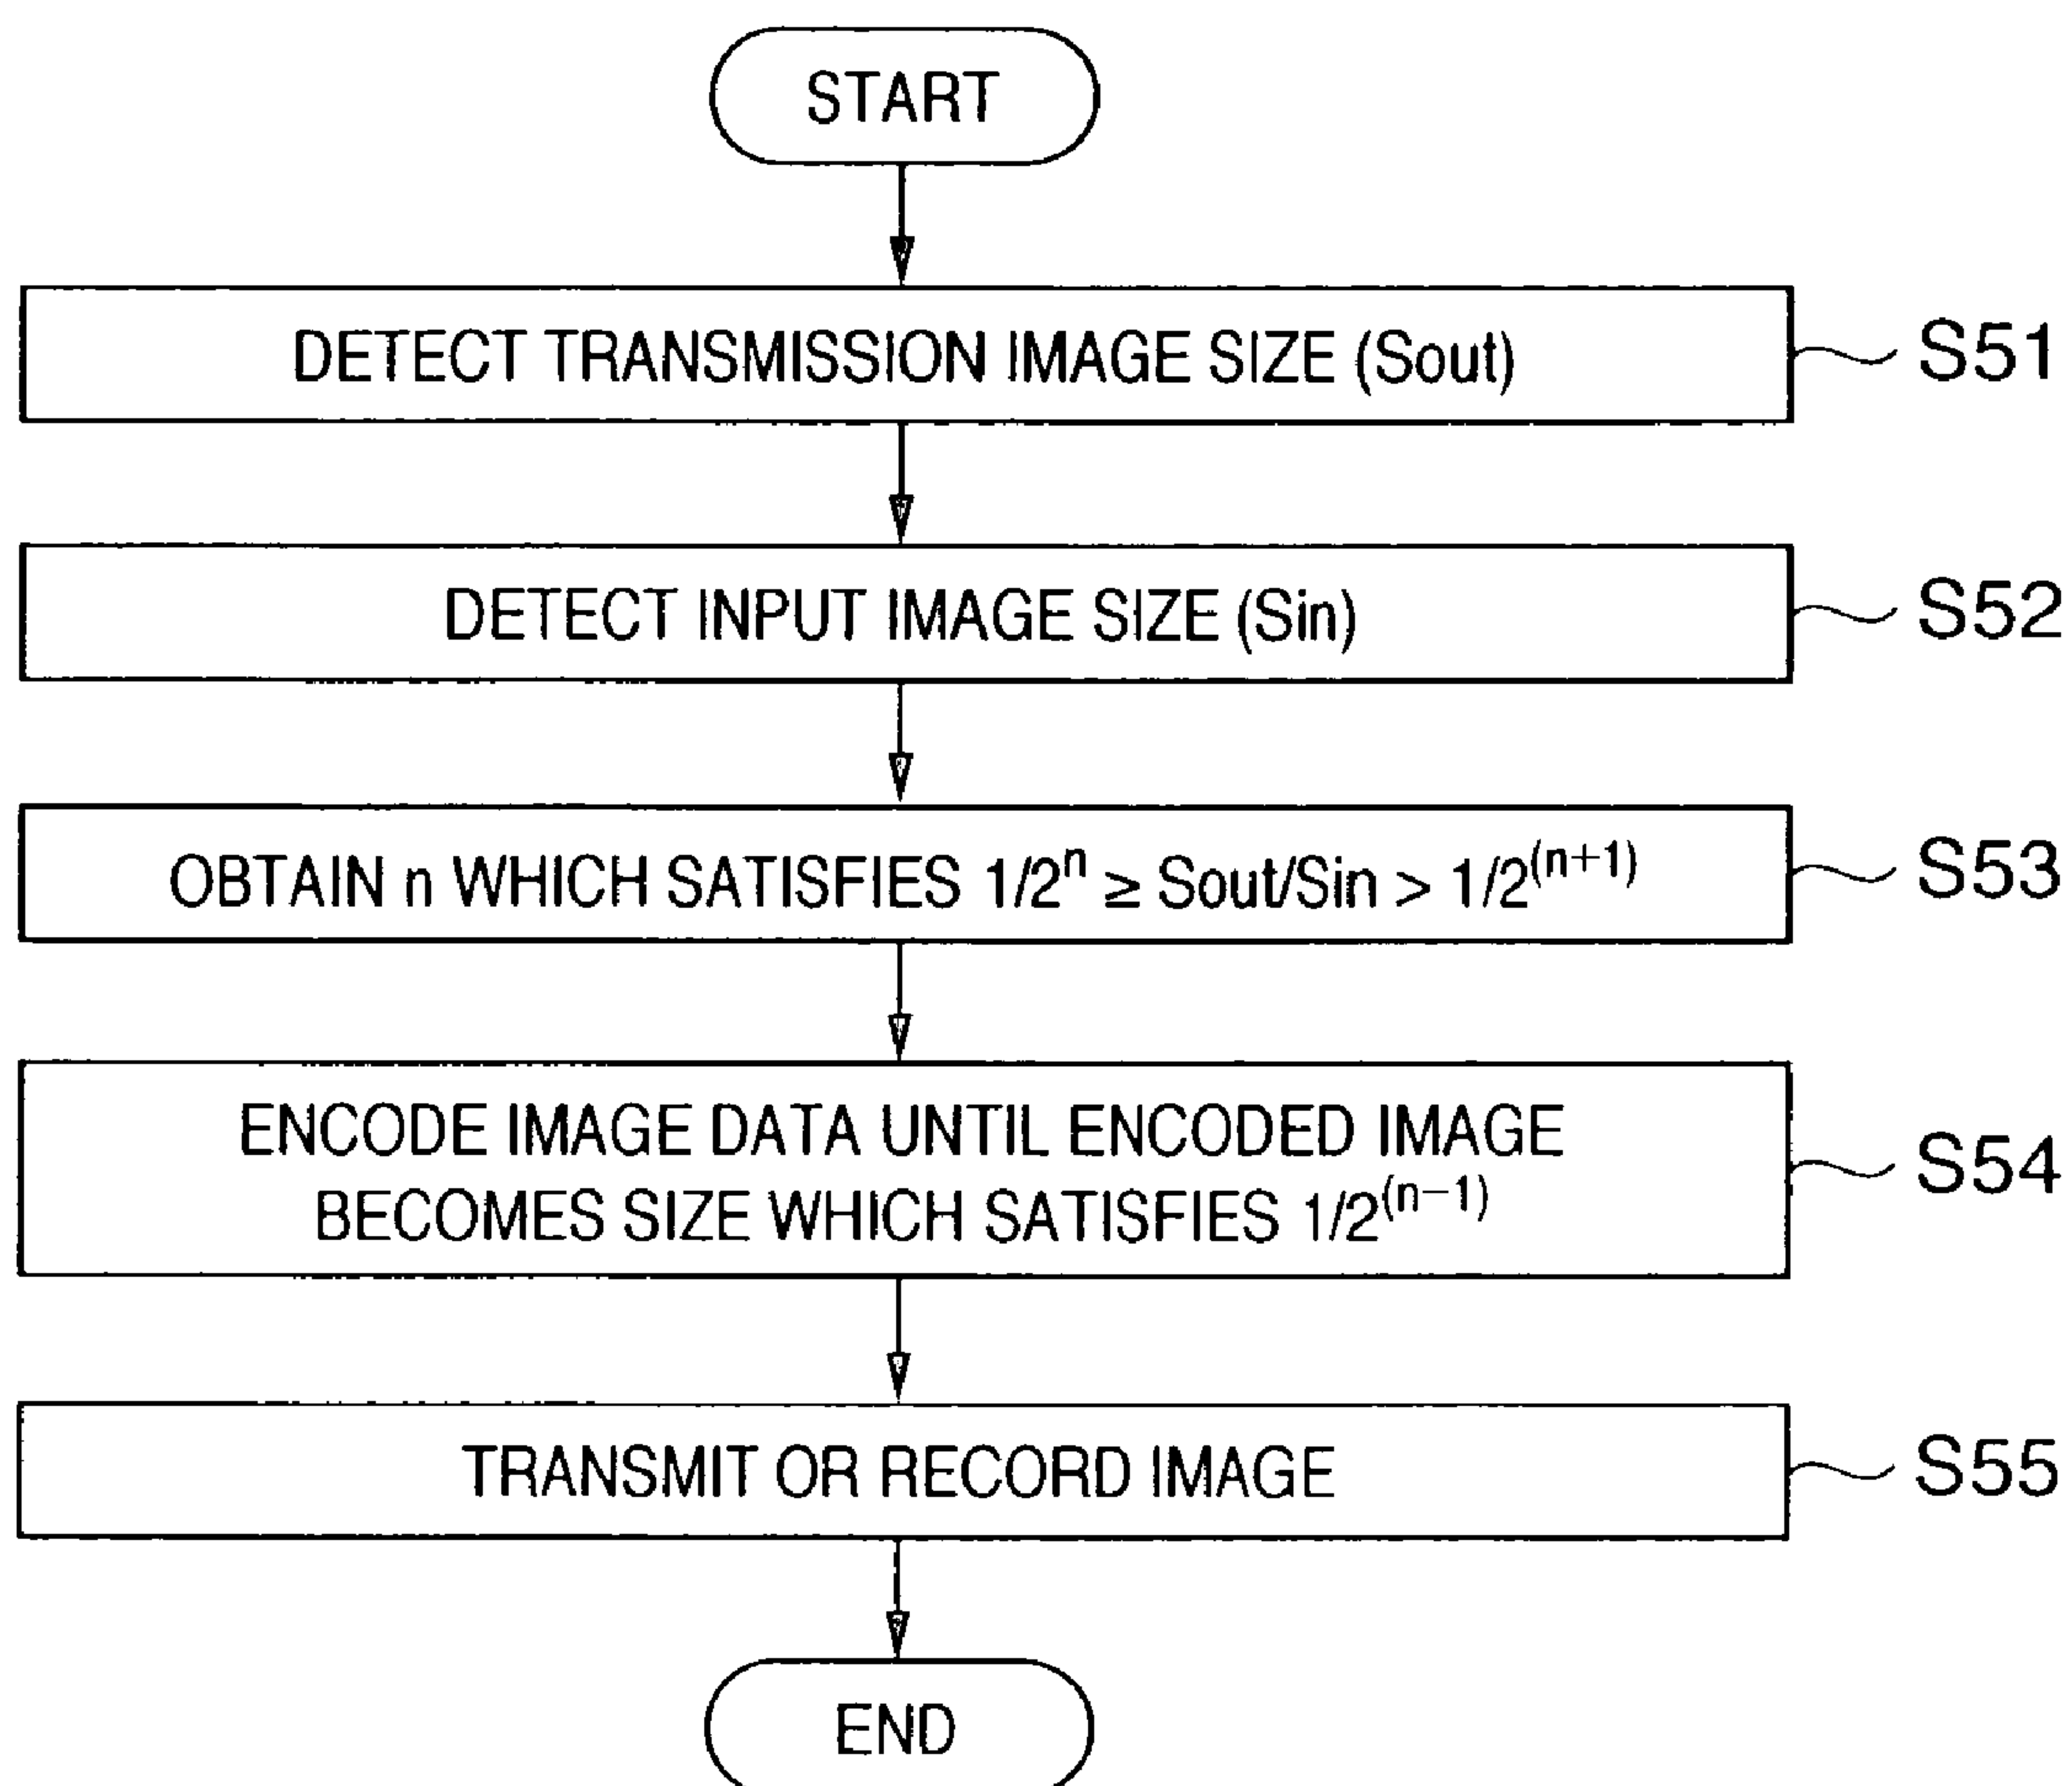 START
DETECT TRANSMISSION IMAGE SIZE (Sout)
S51
DETECT INPUT IMAGE SIZE (Sin)
S52
OBTAIN n WHICH SATISFIES 1/2ⁿ ≥ Sout/Sin > 1/2⁽ⁿ⁺¹⁾
S53
ENCODE IMAGE DATA UNTIL ENCODED IMAGE
BECOMES SIZE WHICH SATISFIES 1/2⁽ⁿ⁻¹⁾
S54
TRANSMIT OR RECORD IMAGE
S55
END